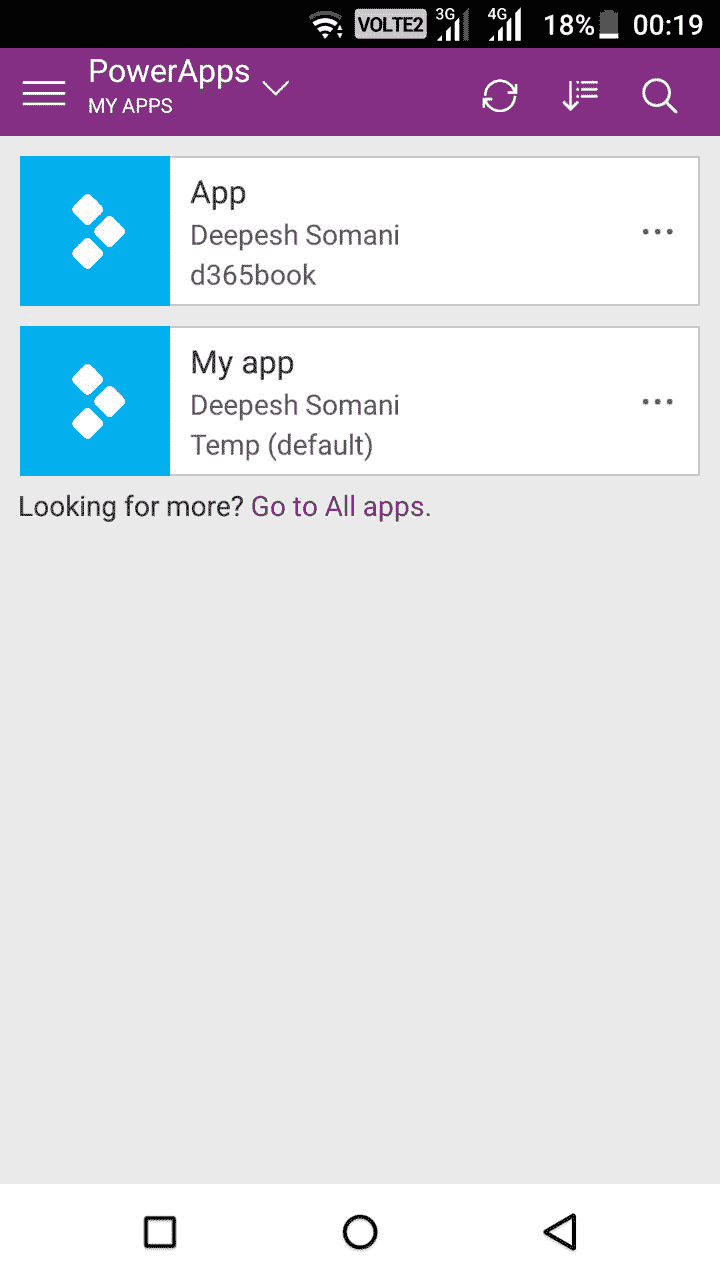 VOLTE2 3G 4G 18% 00:19
PowerApps
MY APPS
App
Deepesh Somani
d365book
My app
Deepesh Somani
Temp (default)
Looking for more? Go to All apps.